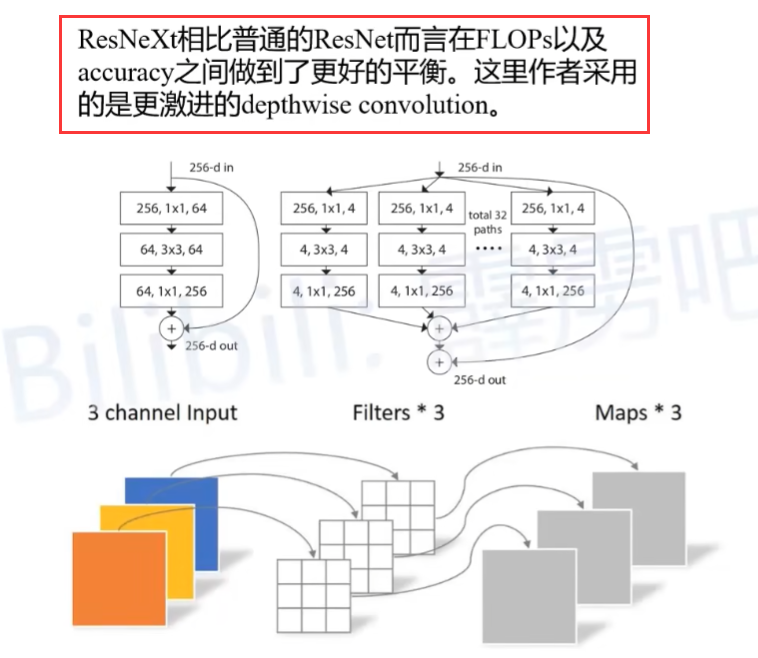 ResNeXt相比普通的ResNet而言在FLOPs以及
accuracy之间做到了更好的平衡。这里作者采用
的是更激进的depthwise convolution。
256-d in
256, 1x1, 64
64, 3x3, 64
64, 1x1, 256
+
256-d out
256-d in
256, 1x1, 4
256, 1x1, 4
256, 1x1, 4
total 32
paths
4, 3x3, 4
4, 3x3, 4
....
4, 3x3, 4
4, 1x1, 256
4, 1x1, 256
4, 1x1, 256
+
+
256-d out
Bilibili: 霹雳吧
3 channel Input
Filters * 3
Maps * 3